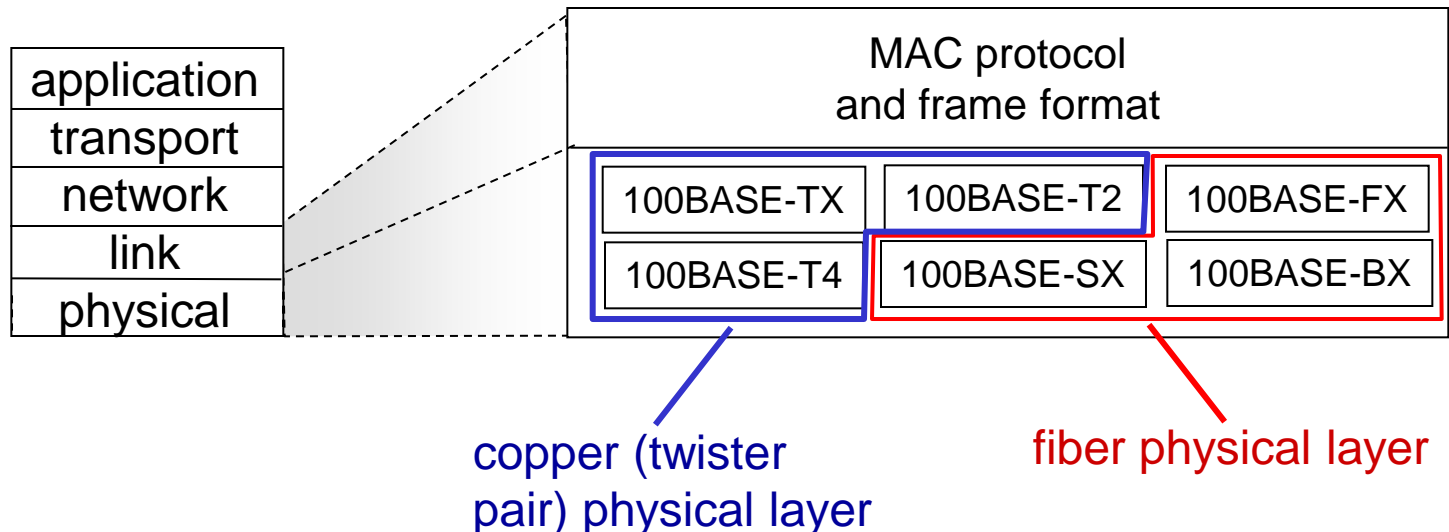 application
transport
network
link
physical
MAC protocol
and frame format
100BASE-TX
100BASE-T2
100BASE-FX
100BASE-T4
100BASE-SX
100BASE-BX
copper (twister
pair) physical layer
fiber physical layer